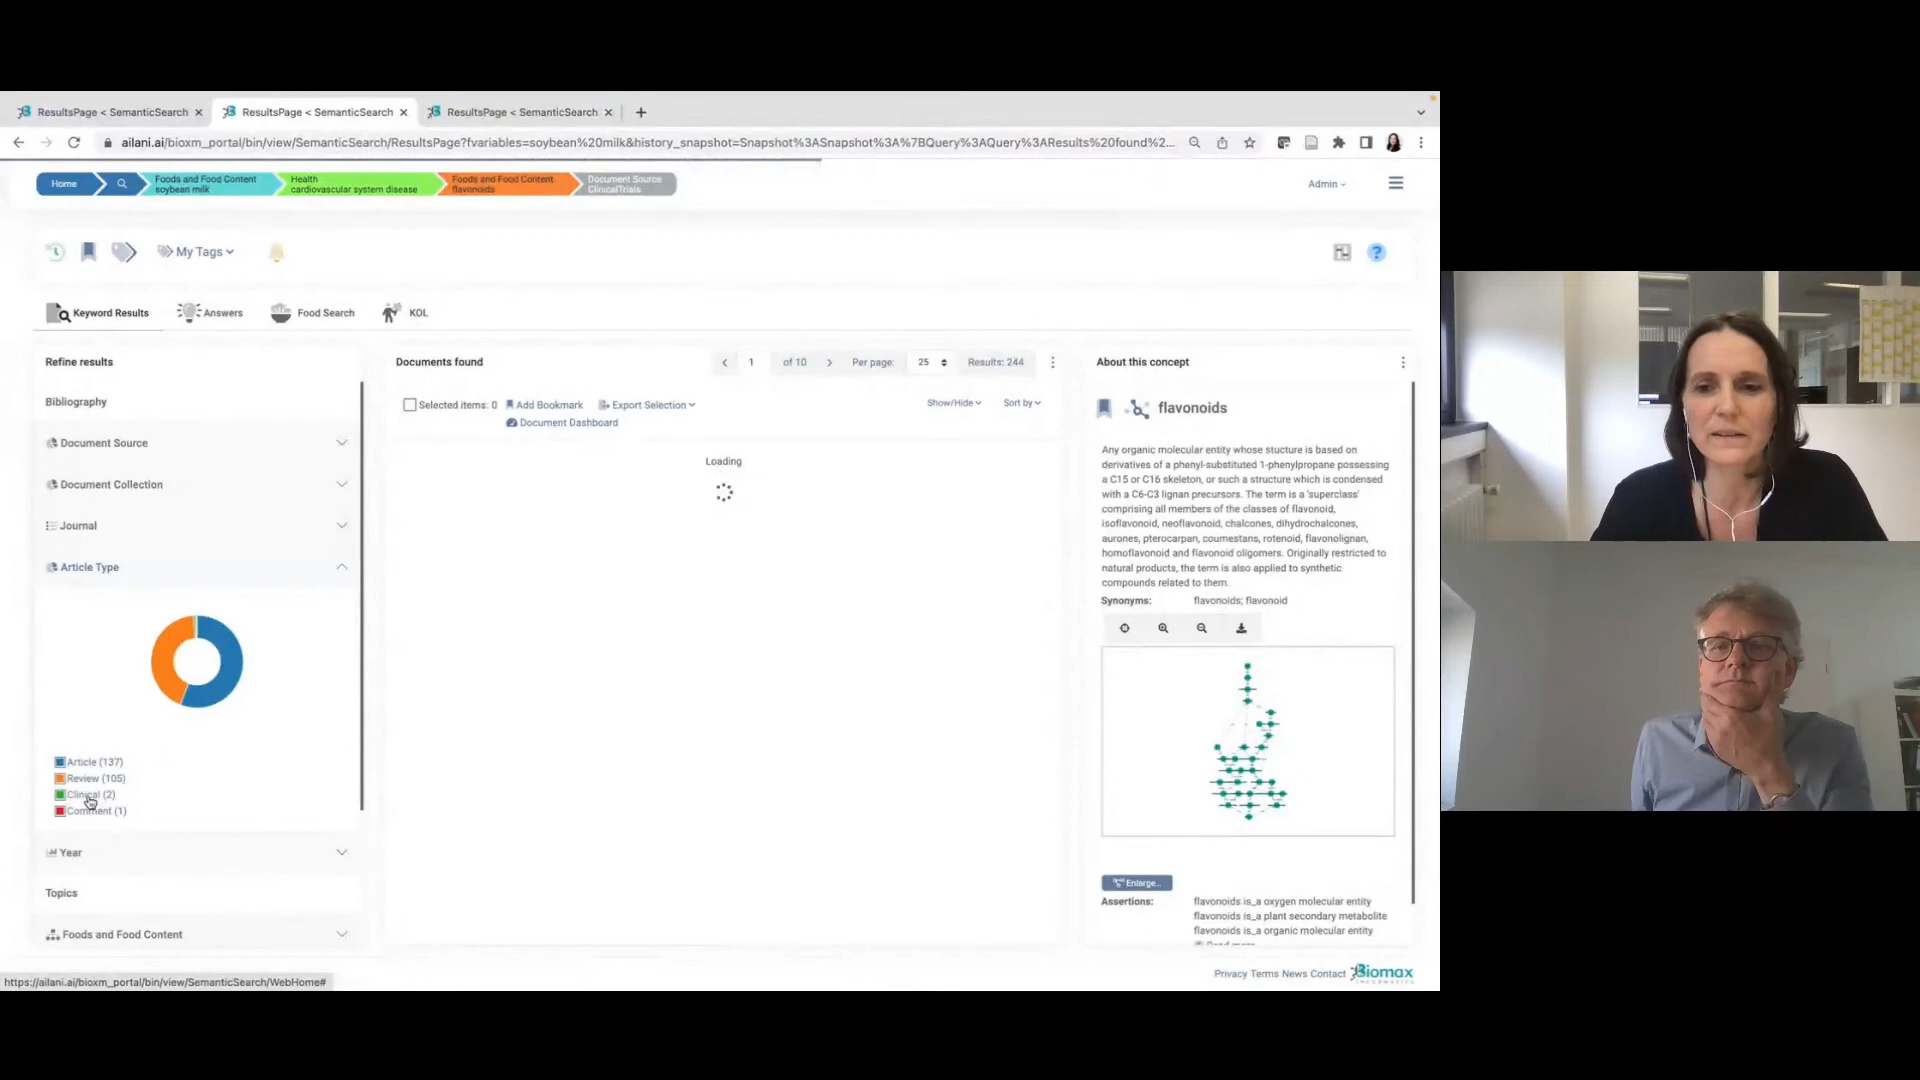 ResultsPage < SemanticSearch
ResultsPage < SemanticSearch
ResultsPage < SemanticSearch
ailani.ai/bioxm_portal/bin/view/SemanticSearch/ResultsPage?fvariables=soybean%20milk&history_snapshot=Snapshot%3ASnapshot%3A%7BQuery%3AQuery%3AResults%20found%2...
Home
Foods and Food Content
soybean milk
Health
cardiovascular system disease
Foods and Food Content
flavonoids
Document Source
ClinicalTrials
Admin
My Tags
Keyword Results
Answers
Food Search
KOL
Refine results
Bibliography
Document Source
Document Collection
Journal
Article Type
Article (137)
Review (105)
Clinical (2)
Comment (1)
Year
Topics
Foods and Food Content
Documents found
1
of 10
Per page:
25
Results: 244
Selected items: 0
Add Bookmark
Export Selection
Show/Hide
Sort by
Document Dashboard
Loading
About this concept
flavonoids
Any organic molecular entity whose stucture is based on
derivatives of a phenyl-substituted 1-phenylpropane possessing
a C15 or C16 skeleton, or such a structure which is condensed
with a C6-C3 lignan precursors. The term is a 'superclass'
comprising all members of the classes of flavonoid,
isoflavonoid, neoflavonoid, chalcones, dihydrochalcones,
aurones, pterocarpan, coumestans, rotenoid, flavonolignan,
homoflavonoid and flavonoid oligomers. Originally restricted to
natural products, the term is also applied to synthetic
compounds related to them.
Synonyms: flavonoids; flavonoid
Enlarge...
Assertions:
flavonoids is_a oxygen molecular entity
flavonoids is_a plant secondary metabolite
flavonoids is_a organic molecular entity
Privacy Terms News Contact
Biomax
INFORMATICS
https://ailani.ai/bioxm_portal/bin/view/SemanticSearch/WebHome#